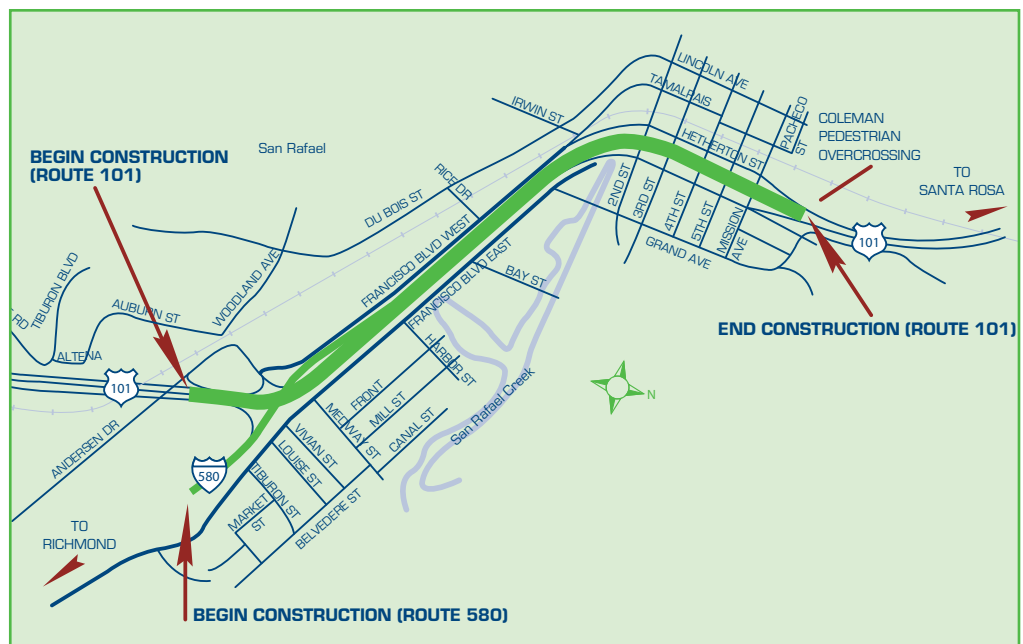 LINCOLN AVE
TAMALPAIS
IRWIN ST
PACHECO
ST
COLEMAN
PEDESTRIAN
OVERCROSSING
HETHERTON ST
BEGIN CONSTRUCTION
(ROUTE 101)
San Rafael
RICE DR
DU BOIS ST
2ND ST
3RD ST
4TH ST
5TH ST
MISSION
AVE
GRAND AVE
TO
SANTA ROSA
101
FRANCISCO BLVD WEST
FRANCISCO BLVD EAST
BAY ST
WOODLAND AVE
TIBURON BLVD
RD
AUBURN ST
ALTENA
101
END CONSTRUCTION (ROUTE 101)
HARBOR ST
FRONT
MILL ST
MEDWAY ST
CANAL ST
San Rafael Creek
N
ANDERSEN DR
VIVIAN ST
LOUISE ST
580
TIBURON ST
MARKET
ST
BELVEDERE ST
TO
RICHMOND
BEGIN CONSTRUCTION (ROUTE 580)